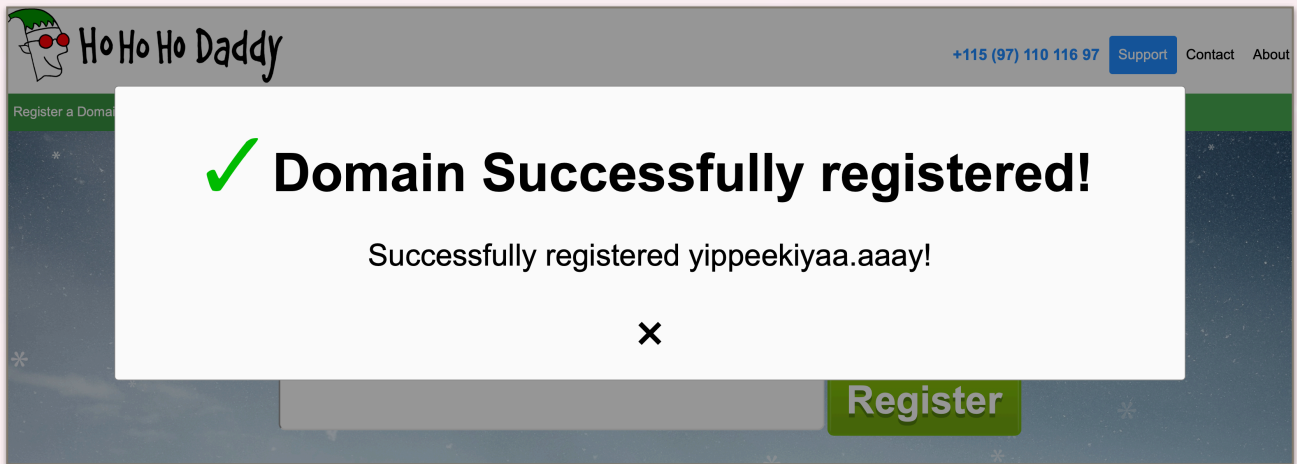 Ho Ho Ho Daddy
+115 (97) 110 116 97 Support Contact About
Register a Domai
Domain Successfully registered!
Successfully registered yippeekiyaa.aaay!
Register